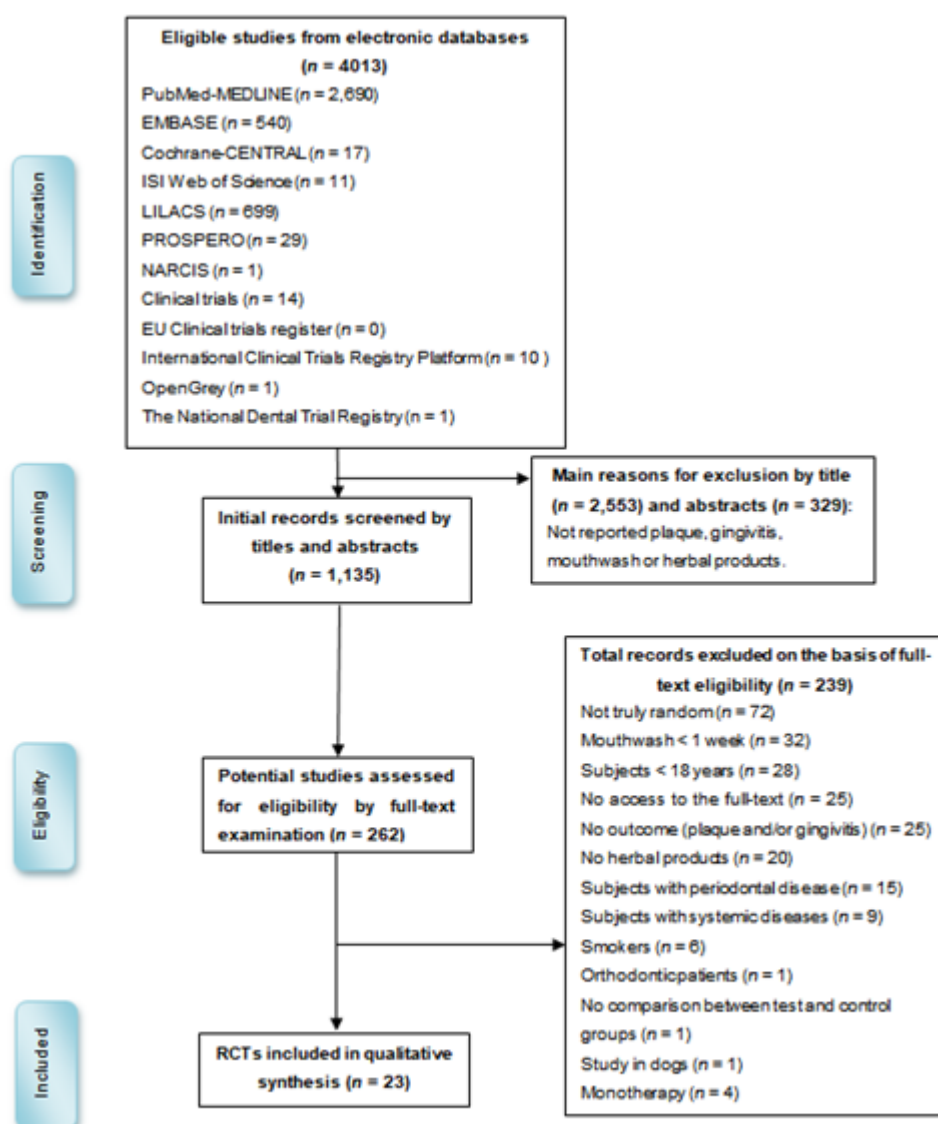 Eligible studies from electronic databases
(n = 4013)
PubMed-MEDLINE (n = 2,690)
EMBASE (n = 540)
Cochrane-CENTRAL (n = 17)
ISI Web of Science (n = 11)
LILACS (n = 699)
PROSPERO (n = 29)
NARCIS (n = 1)
Clinical trials (n = 14)
EU Clinical trials register (n = 0)
International Clinical Trials Registry Platform (n = 10 )
OpenGrey (n = 1)
The National Dental Trial Registry (n = 1)
Identification
Main reasons for exclusion by title
(n = 2,553) and abstracts (n = 329):
Not reported plaque, gingivitis,
mouthwash or herbal products.
Initial records screened by
titles and abstracts
(n = 1,135)
Screening
Total records excluded on the basis of full-
text eligibility (n = 239)
Not truly random (n = 72)
Mouthwash < 1 week (n = 32)
Subjects < 18 years (n = 28)
No access to the full-text (n = 25)
No outcome (plaque and/or gingivitis) (n = 25)
No herbal products (n = 20)
Subjects with periodontal disease (n = 15)
Subjects with systemic diseases (n = 9)
Smokers (n = 6)
Orthodontic patients (n = 1)
No comparison between test and control
groups (n = 1)
Study in dogs (n = 1)
Monotherapy (n = 4)
Potential studies assessed
for eligibility by full-text
examination (n = 262)
Eligibility
RCTs included in qualitative
synthesis (n = 23)
Included